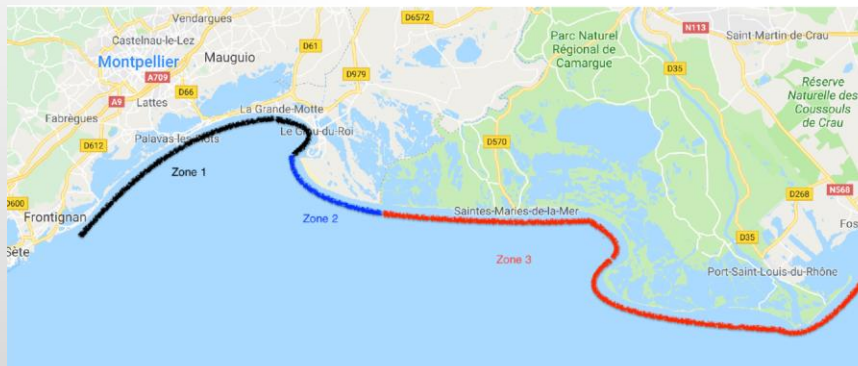 Vendargues
D6572
N113
Castelnau-le-Lez
D61
Parc Naturel
Régional de
Camargue
Saint-Martin de Crau
Montpellier
Mauguio
A709
D979
D35
Réserve
Naturelle des
Coussouls
de Crau
A9
Lattes
D66
La Grande-Motte
Fabrègues
Palavas-les-Flots
Le Grau-du-Roi
D612
D570
Zone 1
D268
N568
D600
Frontignan
Zone 2
Saintes-Maries-de-la-Mer
Fos
D35
Sète
Zone 3
Port-Saint-Louis-du-Rhône